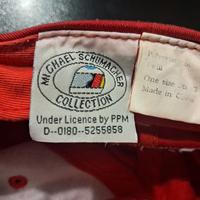 MICHAEL SCHUMACHER
COLLECTION
Under Licence by PPM
D--0180--5255858
One size
Made in